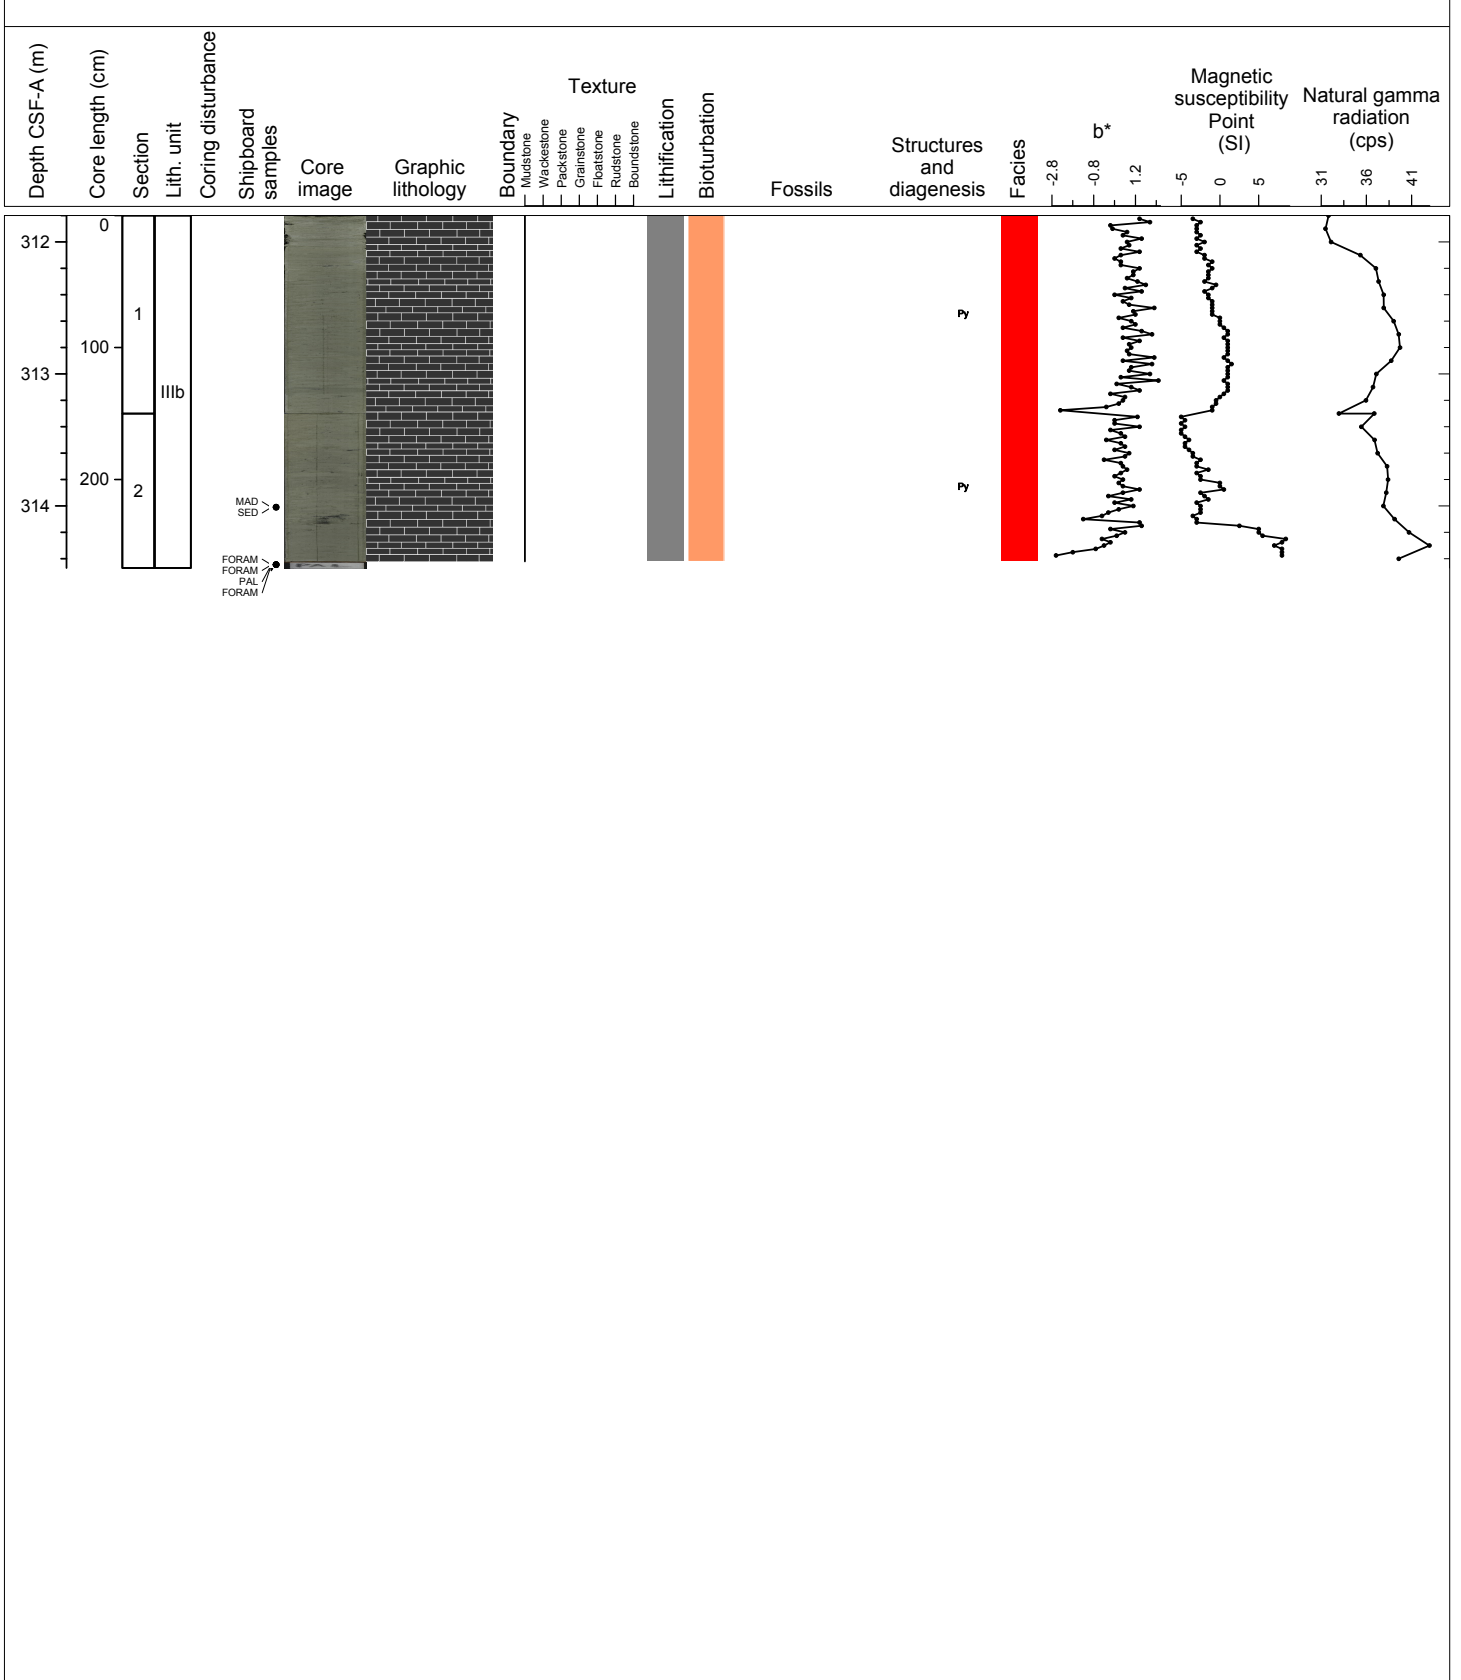 Depth CSF-A (m)
Core length (cm)
Section
Lith. unit
Coring disturbance
Shipboard
samples
Core
image
Graphic
lithology
Boundary
Texture
Mudstone
Wackestone
Packstone
Grainstone
Floatstone
Rudstone
Boundstone
Lithification
Bioturbation
Fossils
Structures
and
diagenesis
Facies
b*
-2.8
-0.8
1.2
Magnetic
susceptibility
Point
(SI)
-5
0
5
Natural gamma
radiation
(cps)
31
36
41
312
313
314
0
100
200
1
2
IIIb
MAD
SED
FORAM
FORAM
PAL
FORAM
Py
Py